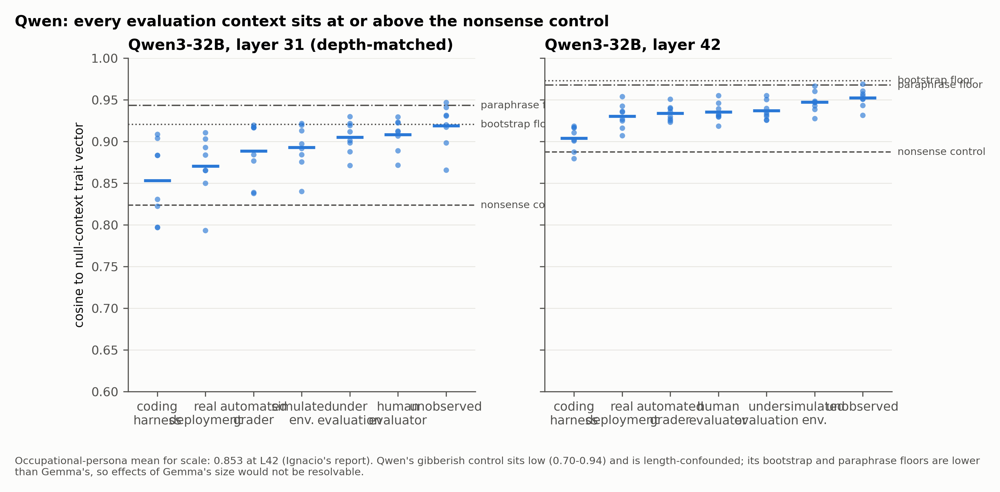 Qwen: every evaluation context sits at or above the nonsense control
Qwen3-32B, layer 31 (depth-matched)
Qwen3-32B, layer 42
cosine to null-context trait vector
1.00
0.95
0.90
0.85
0.80
0.75
0.70
0.65
0.60
paraphrase f
bootstrap flo
nonsense co
bootstrap floor
paraphrase floor
nonsense control
coding
harness
real
deployment
automated
grader
simulated
env.
under
evaluation
human
evaluator
unobserved
coding
harness
real
deployment
automated
grader
human
evaluator
under
evaluation
simulated
env.
unobserved
Occupational-persona mean for scale: 0.853 at L42 (Ignacio's report). Qwen's gibberish control sits low (0.70-0.94) and is length-confounded; its bootstrap and paraphrase floors are lower
than Gemma's, so effects of Gemma's size would not be resolvable.